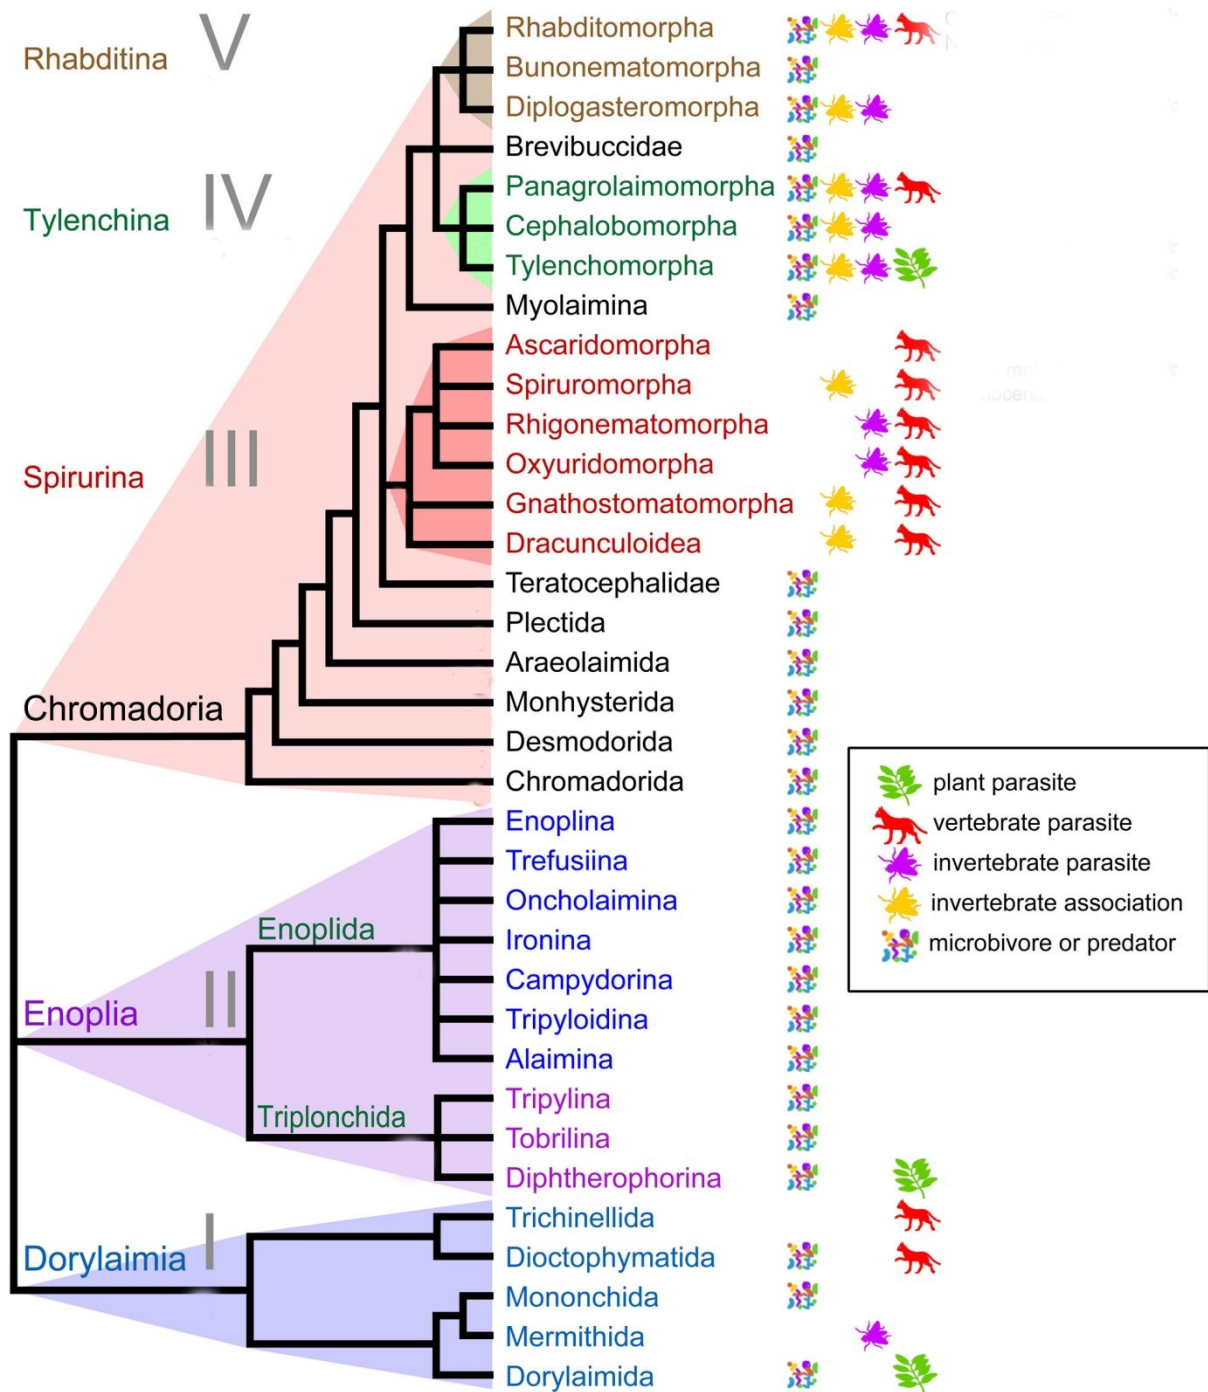 Rhabditina
V
Tylenchina
IV
Spirurina
III
Chromadoria
Enoplia
II
Enoplida
Triplonchida
Dorylaimia
I
Rhabditomorpha
Bunonematomorpha
Diplogasteromorpha
Brevibuccidae
Panagrolaimomorpha
Cephalobomorpha
Tylenchomorpha
Myolaimina
Ascaridomorpha
Spiruromorpha
Rhigonematomorpha
Oxyuridomorpha
Gnathostomatomorpha
Dracunculoidea
Teratocephalidae
Plectida
Araeolaimida
Monhysterida
Desmodorida
Chromadorida
Enoplina
Trefusiina
Oncholaimina
Ironina
Campydorina
Tripyloidina
Alaimina
Tripylina
Tobrilina
Diphtherophorina
Trichinellida
Dioctophymatida
Mononchida
Mermithida
Dorylaimida
plant parasite
vertebrate parasite
invertebrate parasite
invertebrate association
microbivore or predator